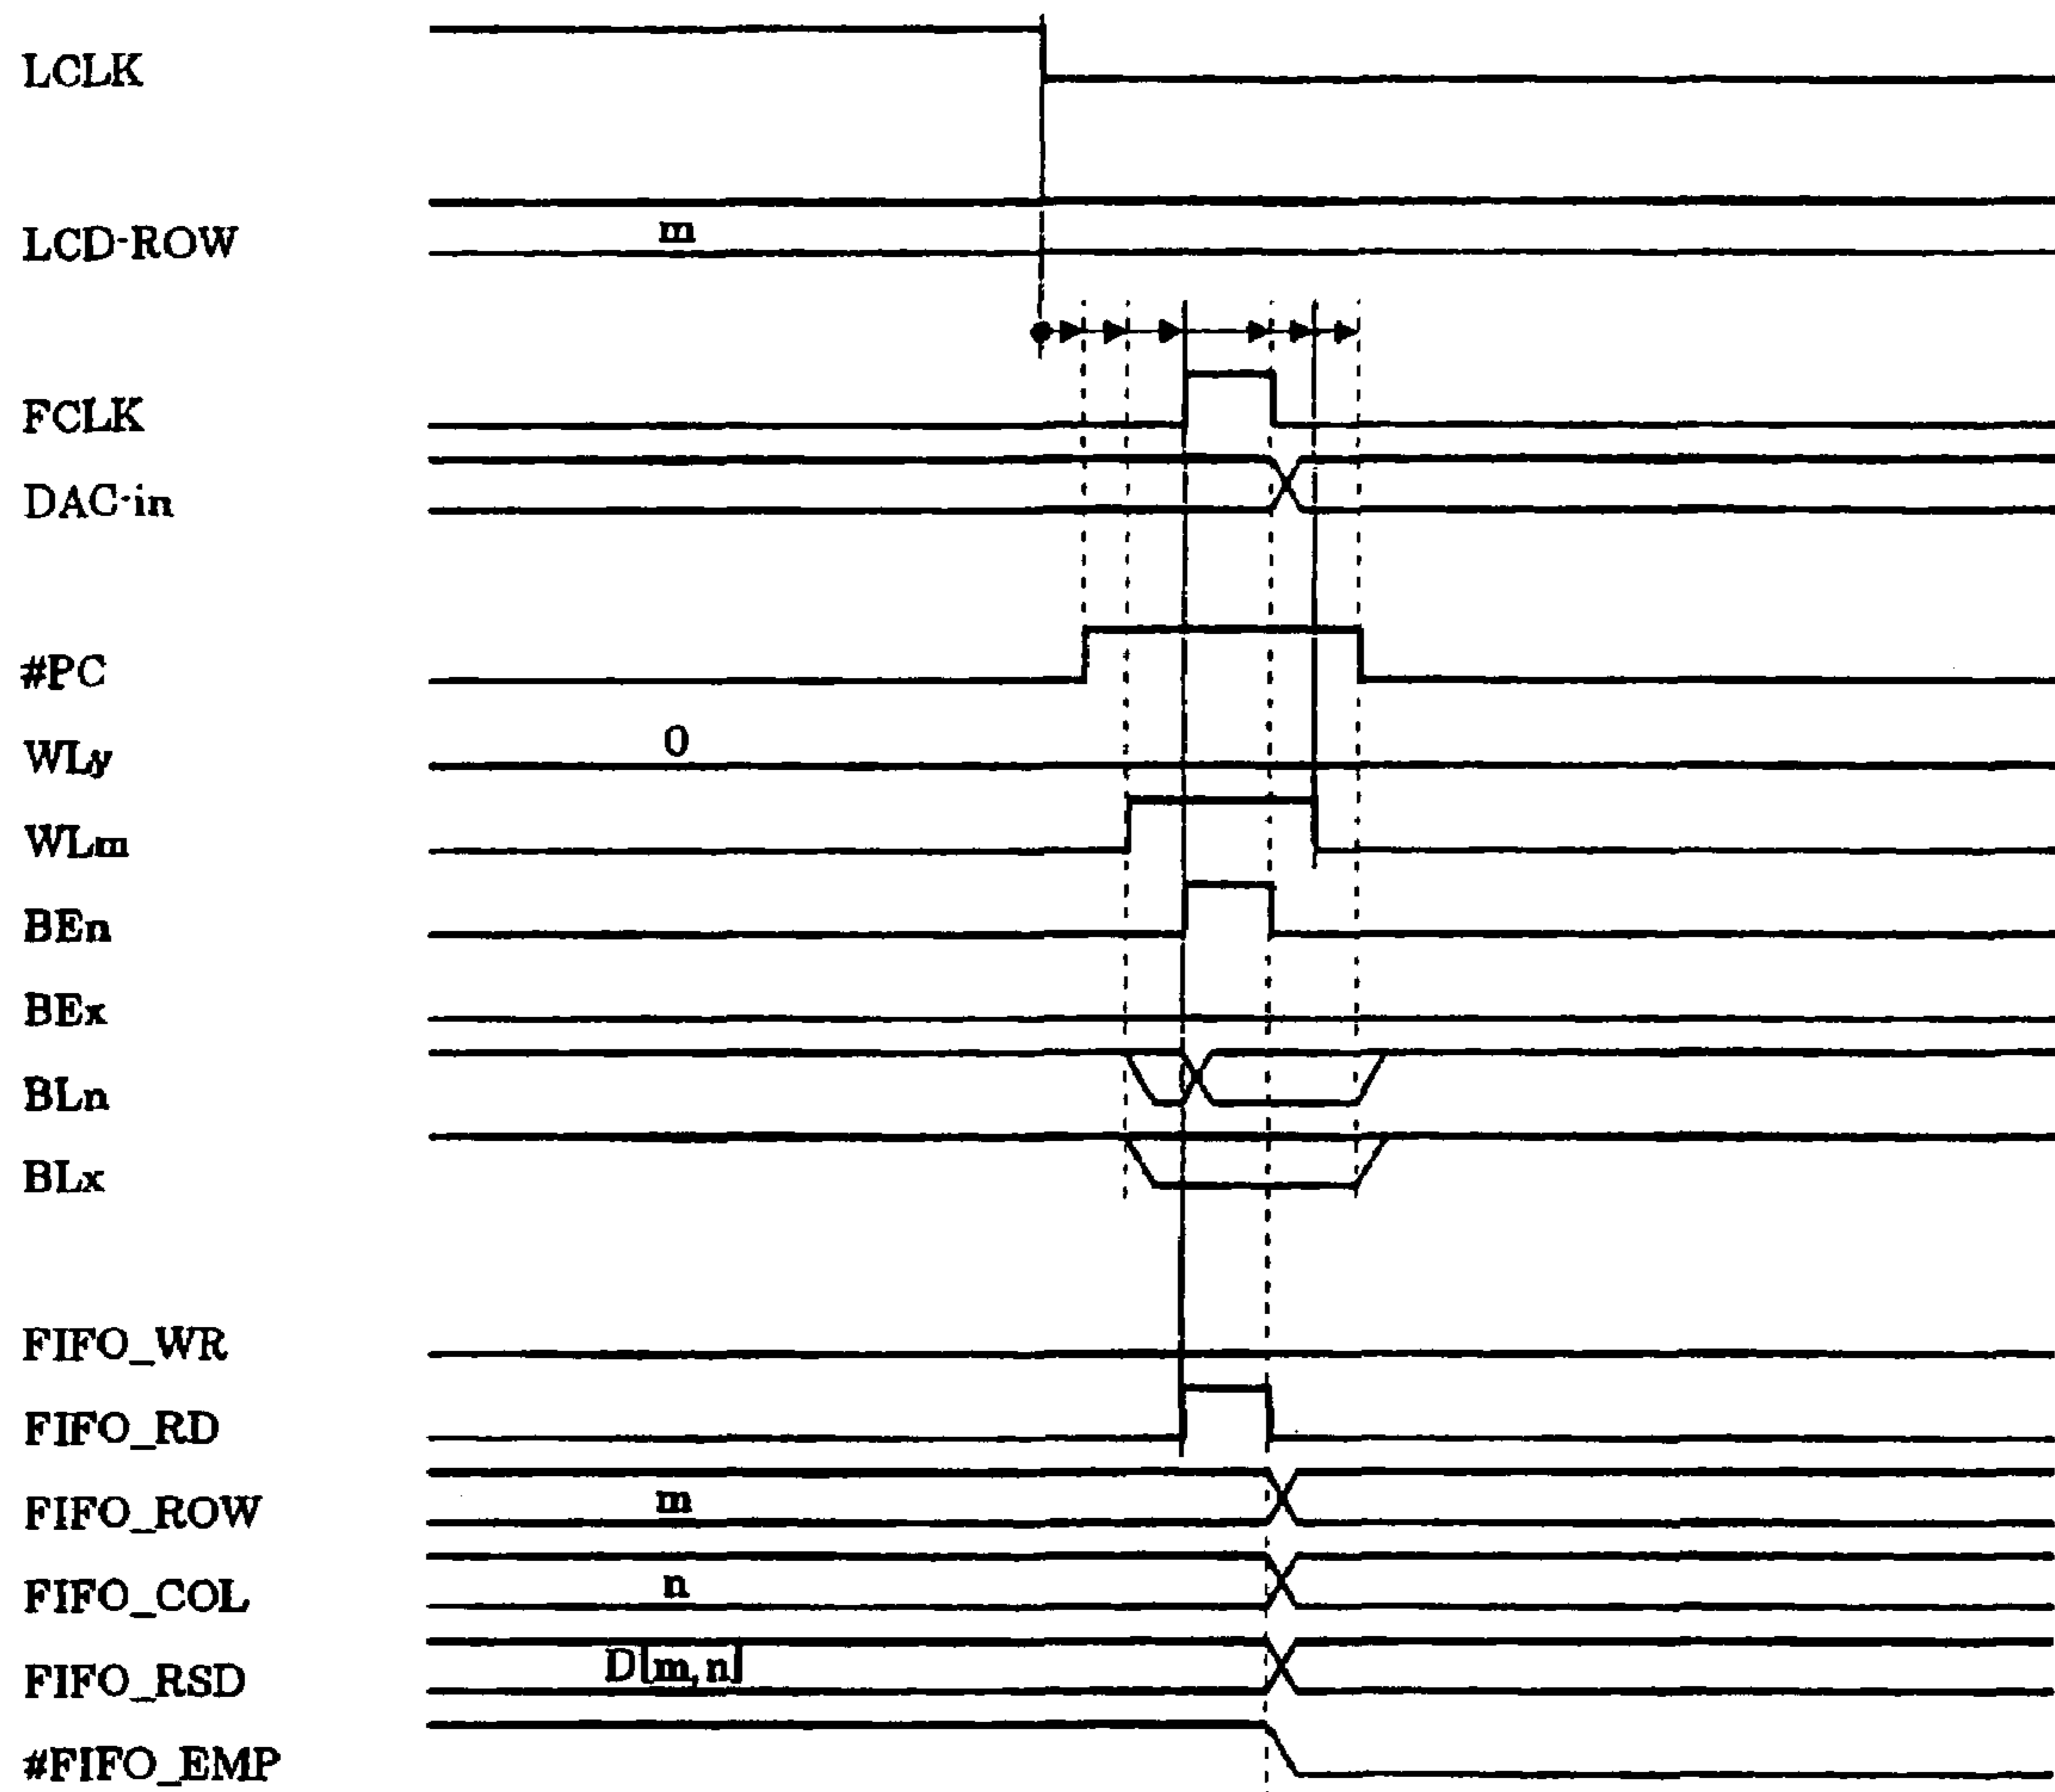 LCLK
LCD-ROW
m
FCLK
DAC-in
#PC
WLy
0
WLm
BEn
BEx
BLn
BLx
FIFO_WR
FIFO_RD
FIFO_ROW
m
FIFO_COL
n
FIFO_RSD
D[m,n]
#FIFO_EMP